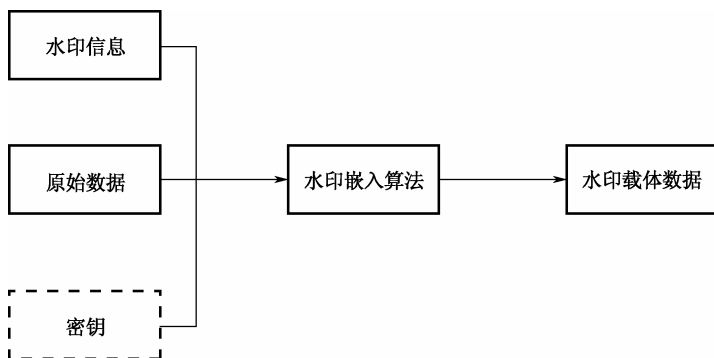 水印信息
原始数据
水印嵌入算法
水印载体数据
密钥